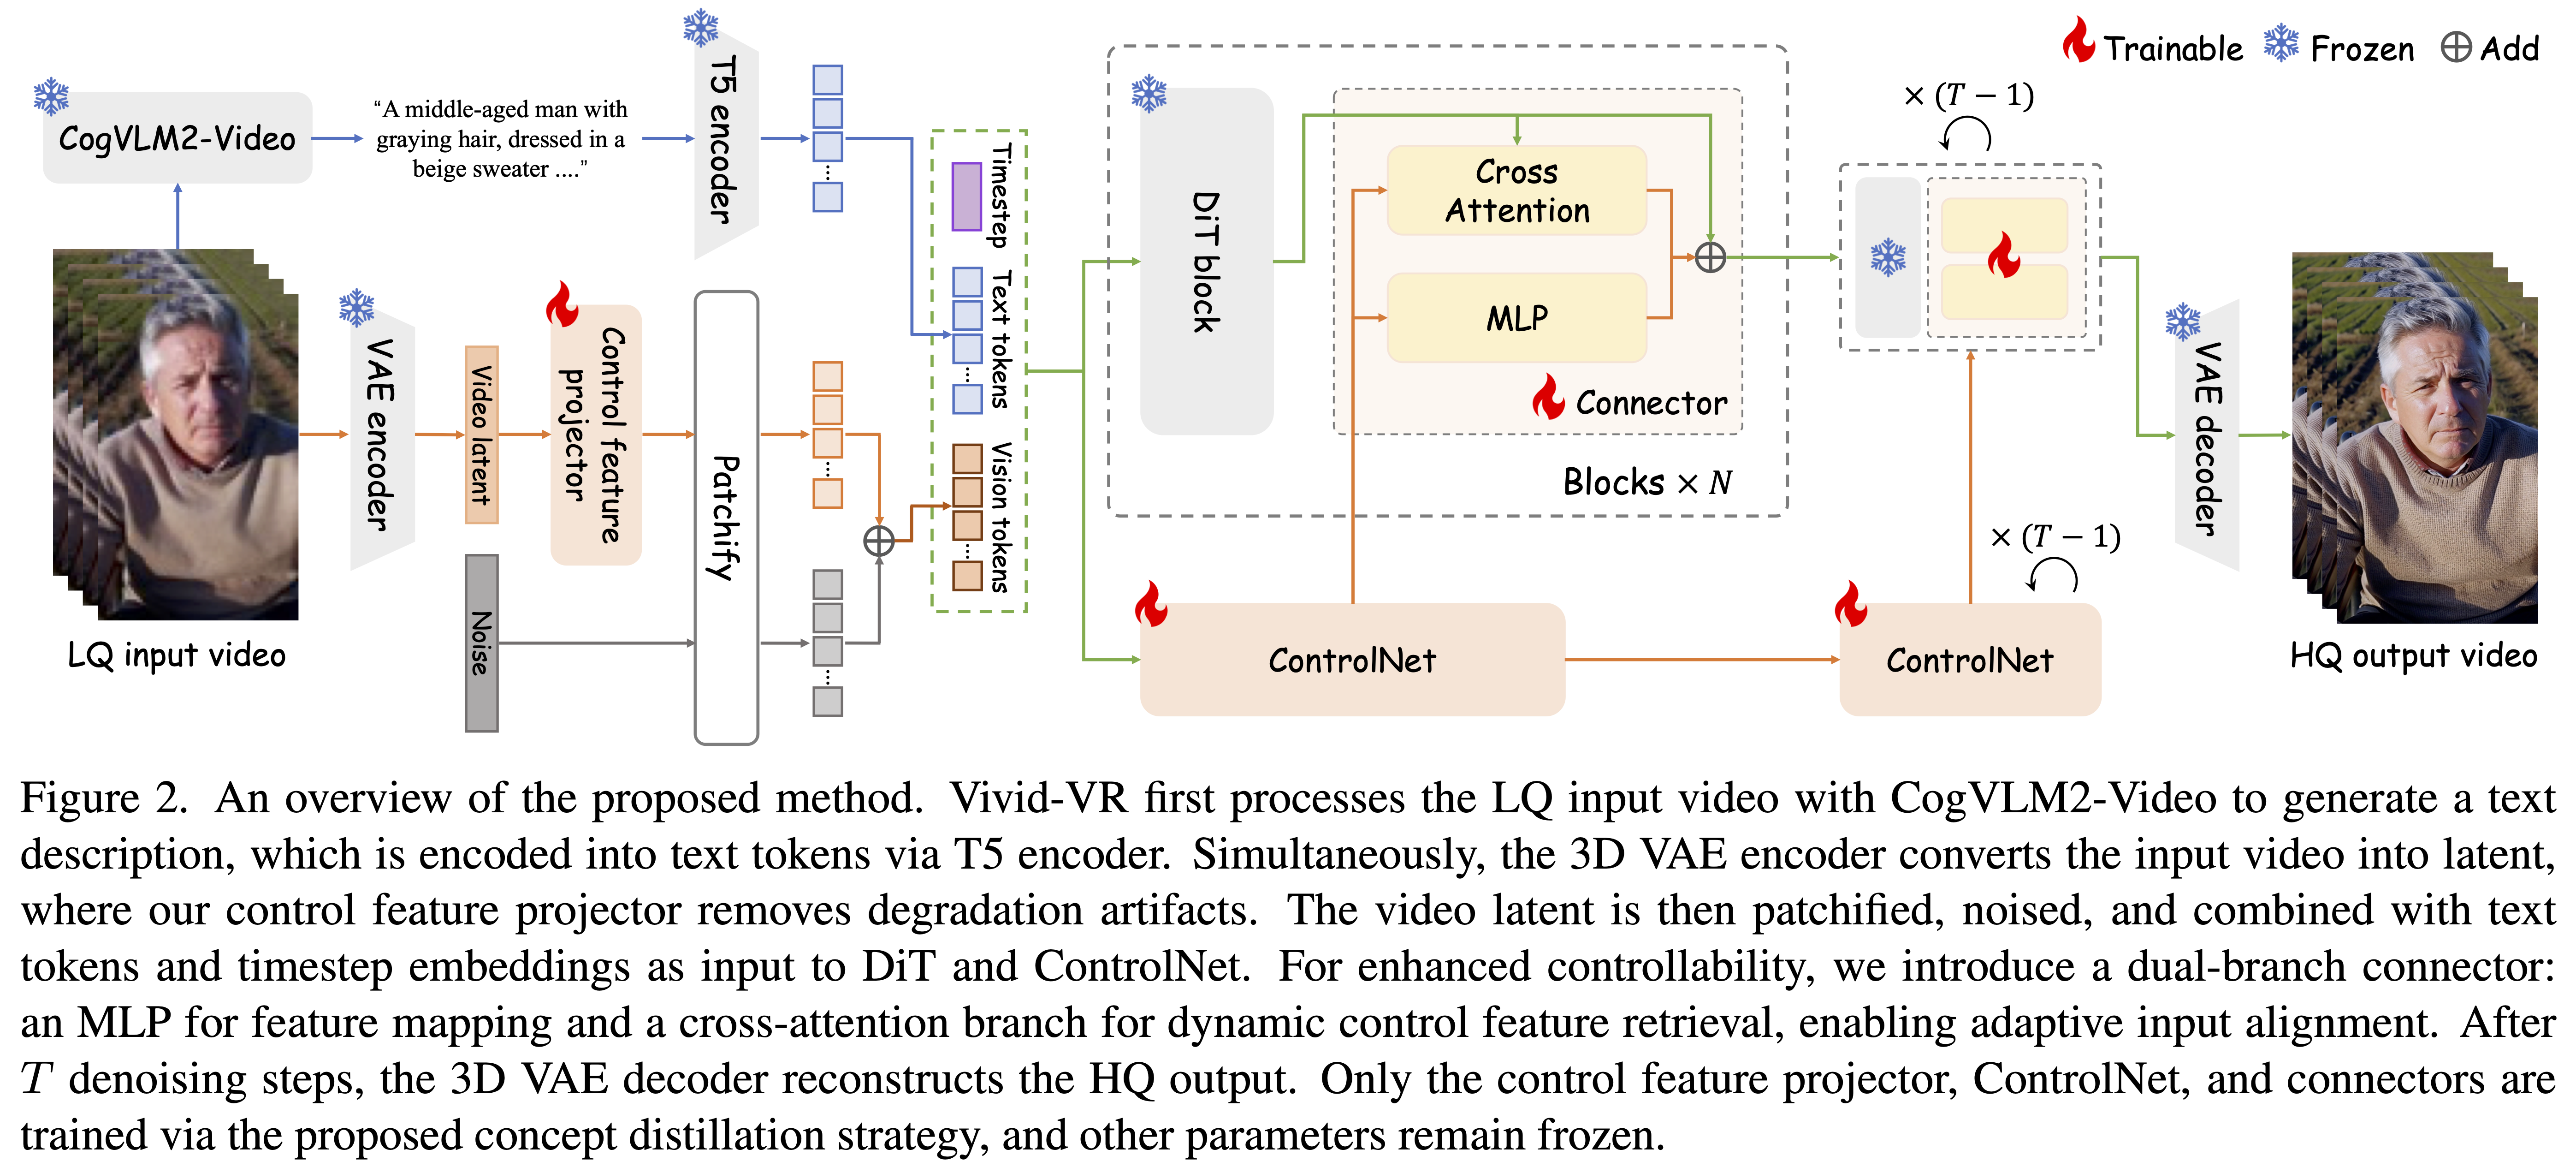 Trainable
Frozen
Add
CogVLM2-Video
“A middle-aged man with
graying hair, dressed in a
beige sweater ....”
T5 encoder
LQ input video
VAE encoder
Video latent
Noise
Control feature
projector
Patchify
Timestep
Text tokens
Vision tokens
DiT block
Cross
Attention
MLP
Connector
Blocks × N
ControlNet
× (T − 1)
× (T − 1)
ControlNet
VAE decoder
HQ output video
Figure 2. An overview of the proposed method. Vivid-VR first processes the LQ input video with CogVLM2-Video to generate a text
description, which is encoded into text tokens via T5 encoder. Simultaneously, the 3D VAE encoder converts the input video into latent,
where our control feature projector removes degradation artifacts. The video latent is then patchified, noised, and combined with text
tokens and timestep embeddings as input to DiT and ControlNet. For enhanced controllability, we introduce a dual-branch connector:
an MLP for feature mapping and a cross-attention branch for dynamic control feature retrieval, enabling adaptive input alignment. After
T denoising steps, the 3D VAE decoder reconstructs the HQ output. Only the control feature projector, ControlNet, and connectors are
trained via the proposed concept distillation strategy, and other parameters remain frozen.